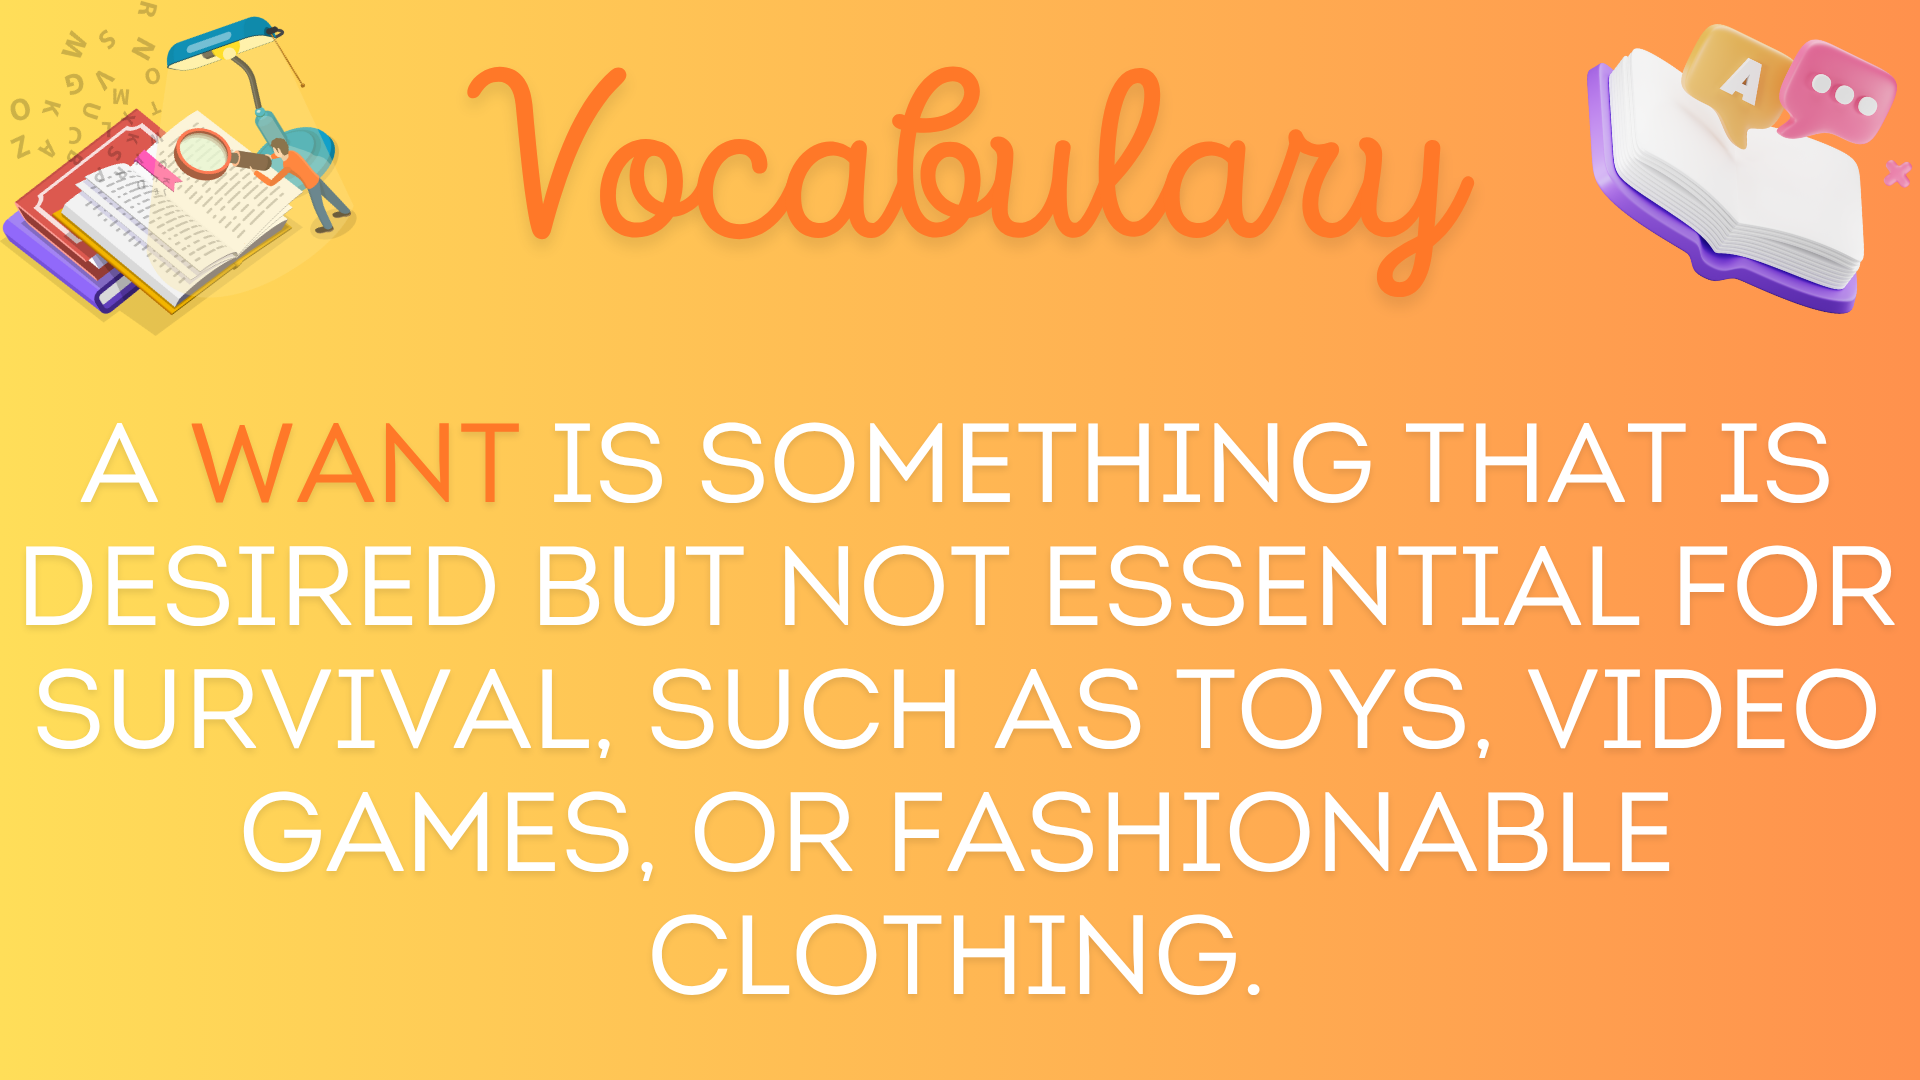 Vocabulary
A
A WANT IS SOMETHING THAT IS
DESIRED BUT NOT ESSENTIAL FOR
SURVIVAL, SUCH AS TOYS, VIDEO
GAMES, OR FASHIONABLE
CLOTHING.